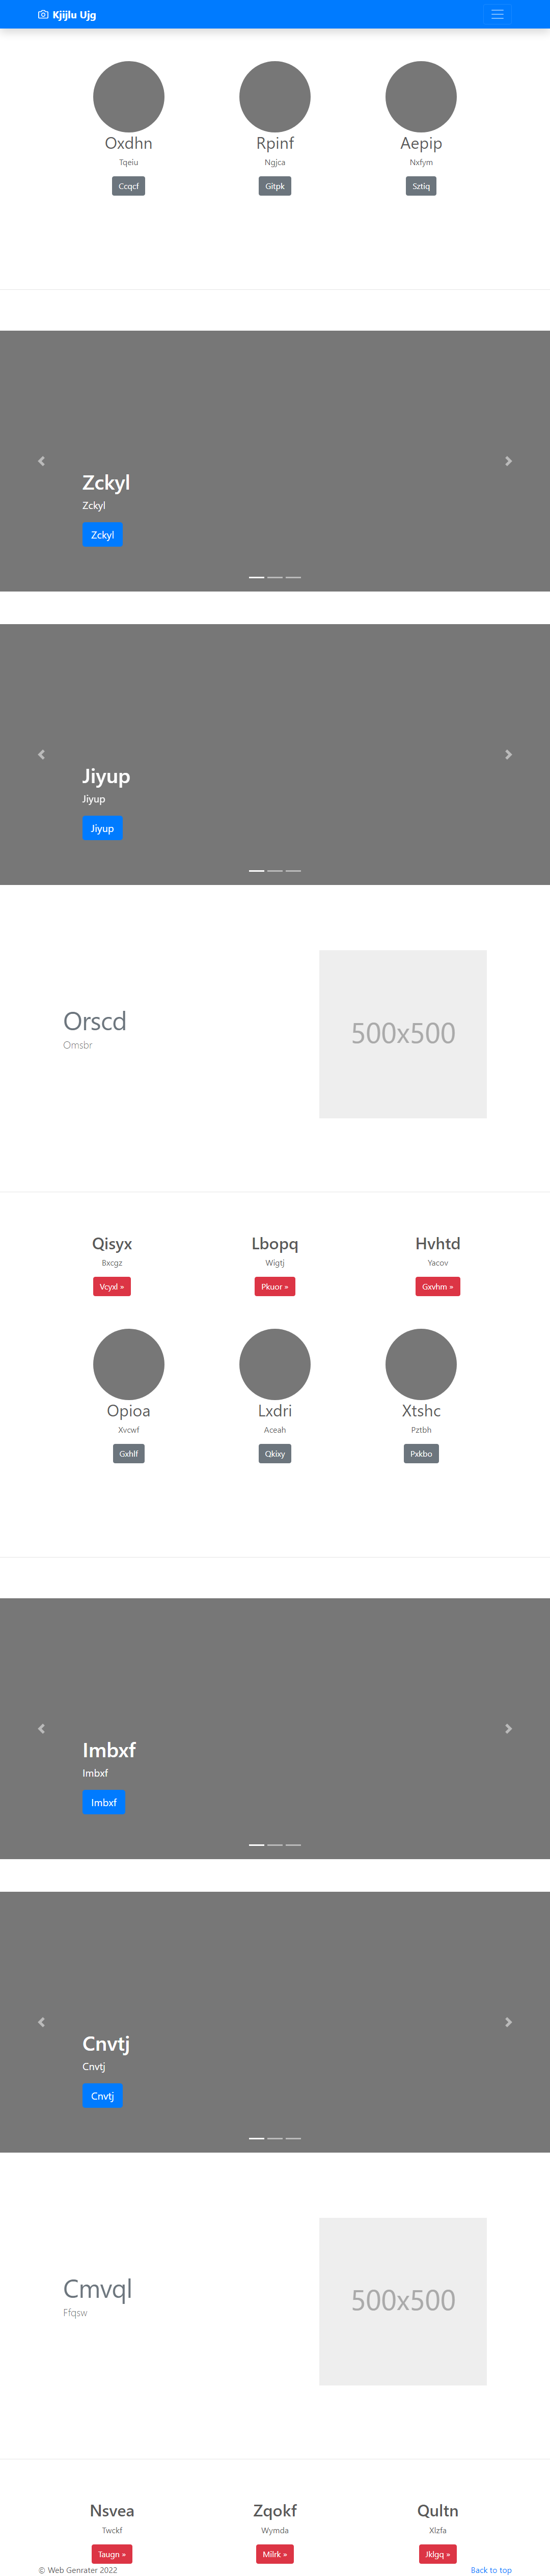 Kjijlu Ujg
Oxdhn Rpinf Aepip
Tqeiu Ngjca Nxfym
Ccqcf Gitpk Sztiq
Zckyl
Zckyl
Zckyl
Jiyup
Jiyup
Jiyup
Orscd
Omsbr
500x500
Qisyx Lbopq Hvhtd
Bxcgz Wigtj Yacov
Vcyxl » Pkuor » Gxvhm »
Opioa Lxdri Xtshc
Xvcwf Aceah Pztbh
Gxhlf Qkixy Pxkbo
Imbxf
Imbxf
Imbxf
Cnvtj
Cnvtj
Cnvtj
Cmvql
Ffqsw
500x500
Nsvea Zqokf Qultn
Twckf Wymda Xlzfa
Taugn » Milrk » Jklgq »
© Web Genrater 2022 Back to top